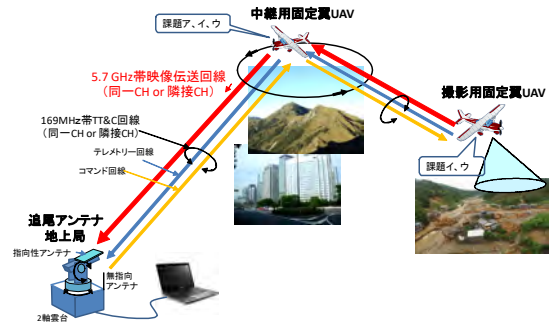 中継用固定翼UAV
課題ア、イ、ウ
5.7 GHz帯映像伝送回線
(同一CH or 隣接CH)
撮影用固定翼UAV
169MHz帯TT&C回線
(同一CH or 隣接CH)
テレメトリー回線
コマンド回線
課題イ、ウ
追尾アンテナ
地上局
指向性アンテナ
無指向
アンテナ
2軸雲台